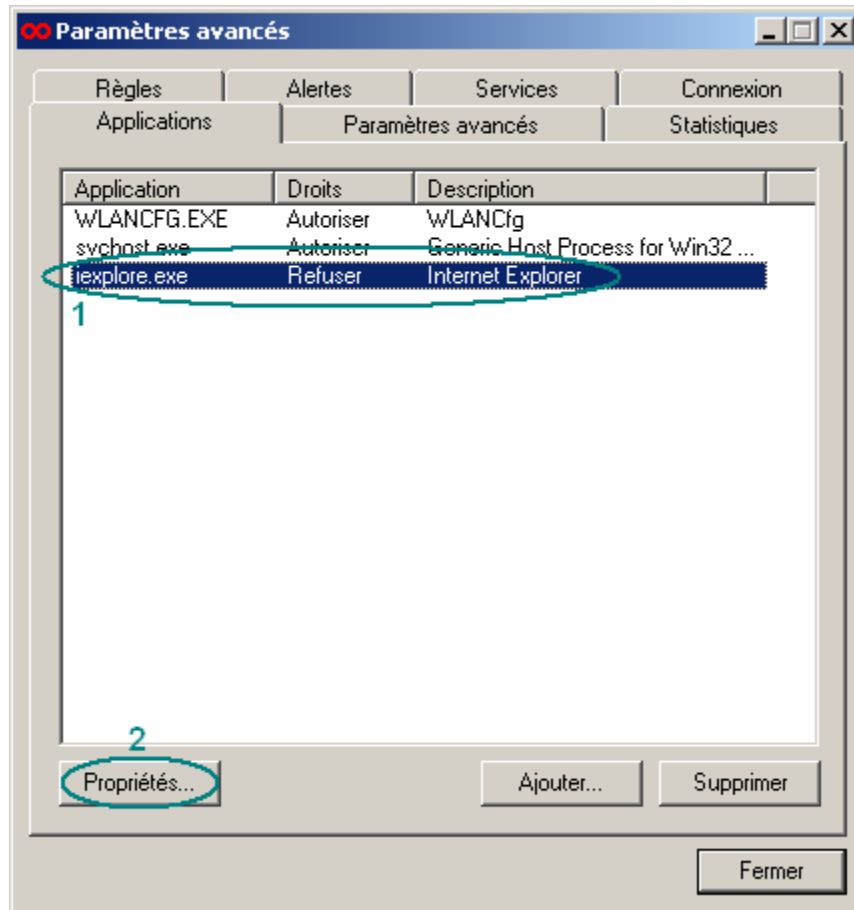 Paramètres avancés
Règles Alertes Services Connexion
Applications Paramètres avancés Statistiques
Application Droits Description
WLANCFG.EXE Autoriser WLANCfg
svchost.exe Autoriser Generic Host Process for Win32 ...
iexplore.exe Refuser Internet Explorer
1
2
Propriétés... Ajouter... Supprimer
Fermer